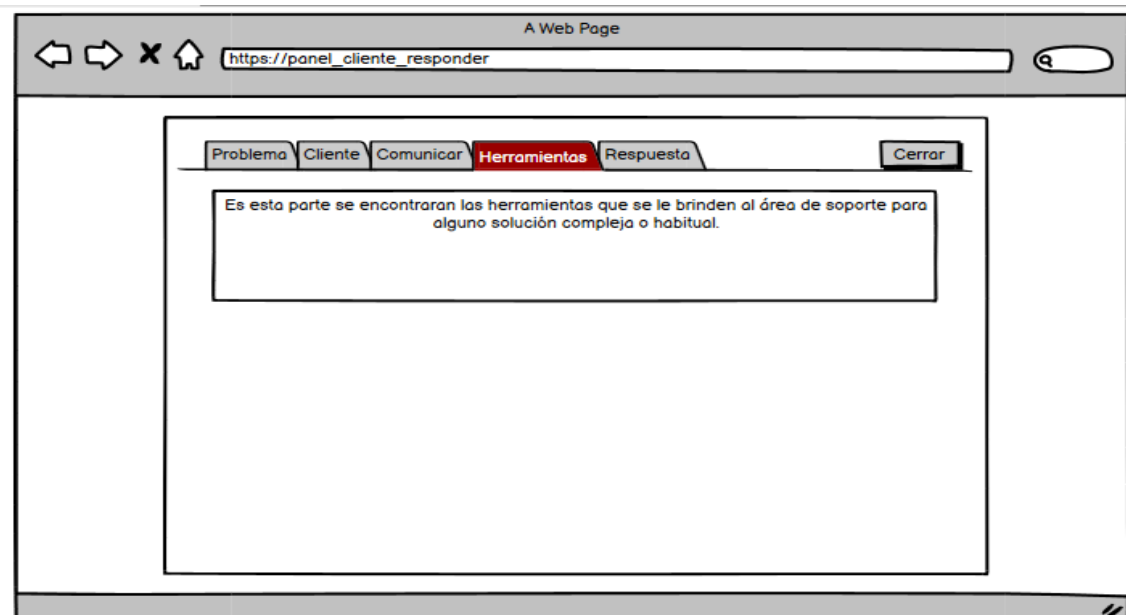 A Web Page
https://panel_cliente_responder
Problema Cliente Comunicar Herramientas Respuesta Cerrar
Es esta parte se encontraran las herramientas que se le brinden al área de soporte para
alguno solución compleja o habitual.